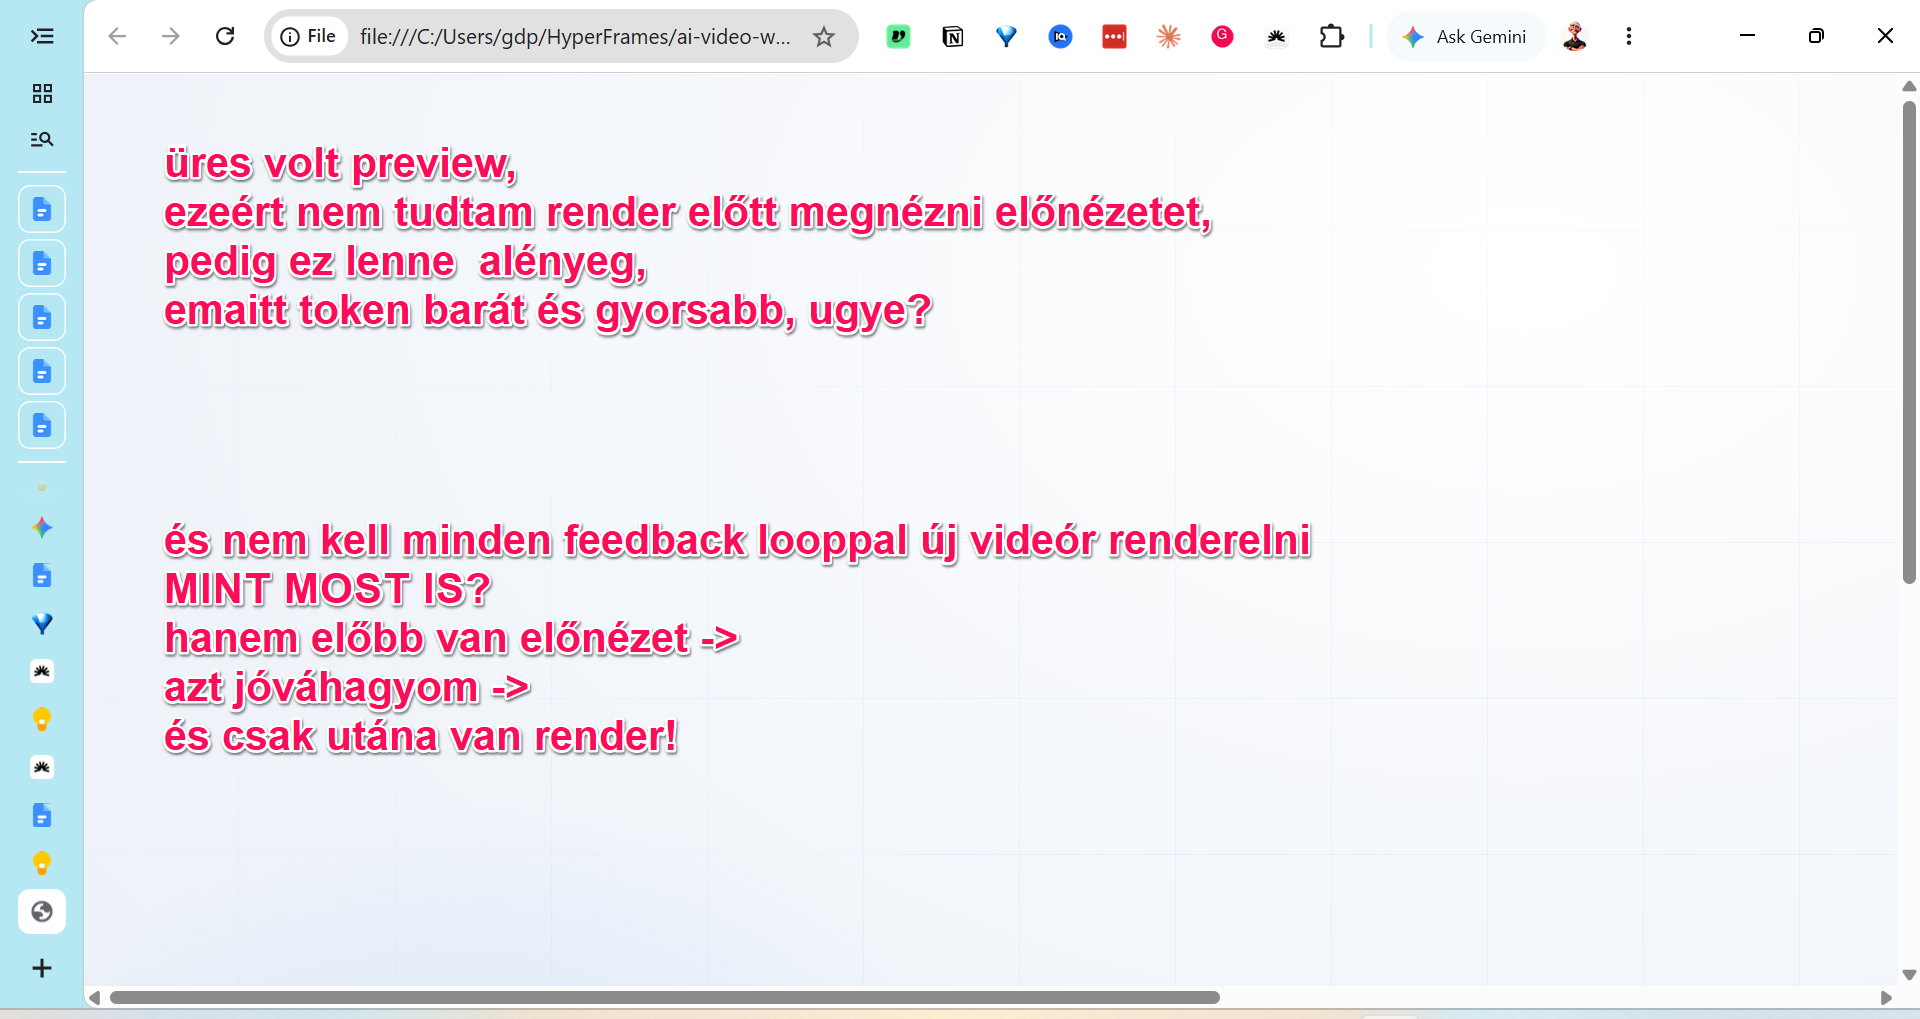 File
file:///C:/Users/gdp/HyperFrames/ai-video-w...
Ask Gemini
üres volt preview,
ezeért nem tudtam render előtt megnézni előnézetet,
pedig ez lenne  alényeg,
emaitt token barát és gyorsabb, ugye?
és nem kell minden feedback looppal új videór renderelni
MINT MOST IS?
hanem előbb van előnézet ->
azt jóváhagyom ->
és csak utána van render!